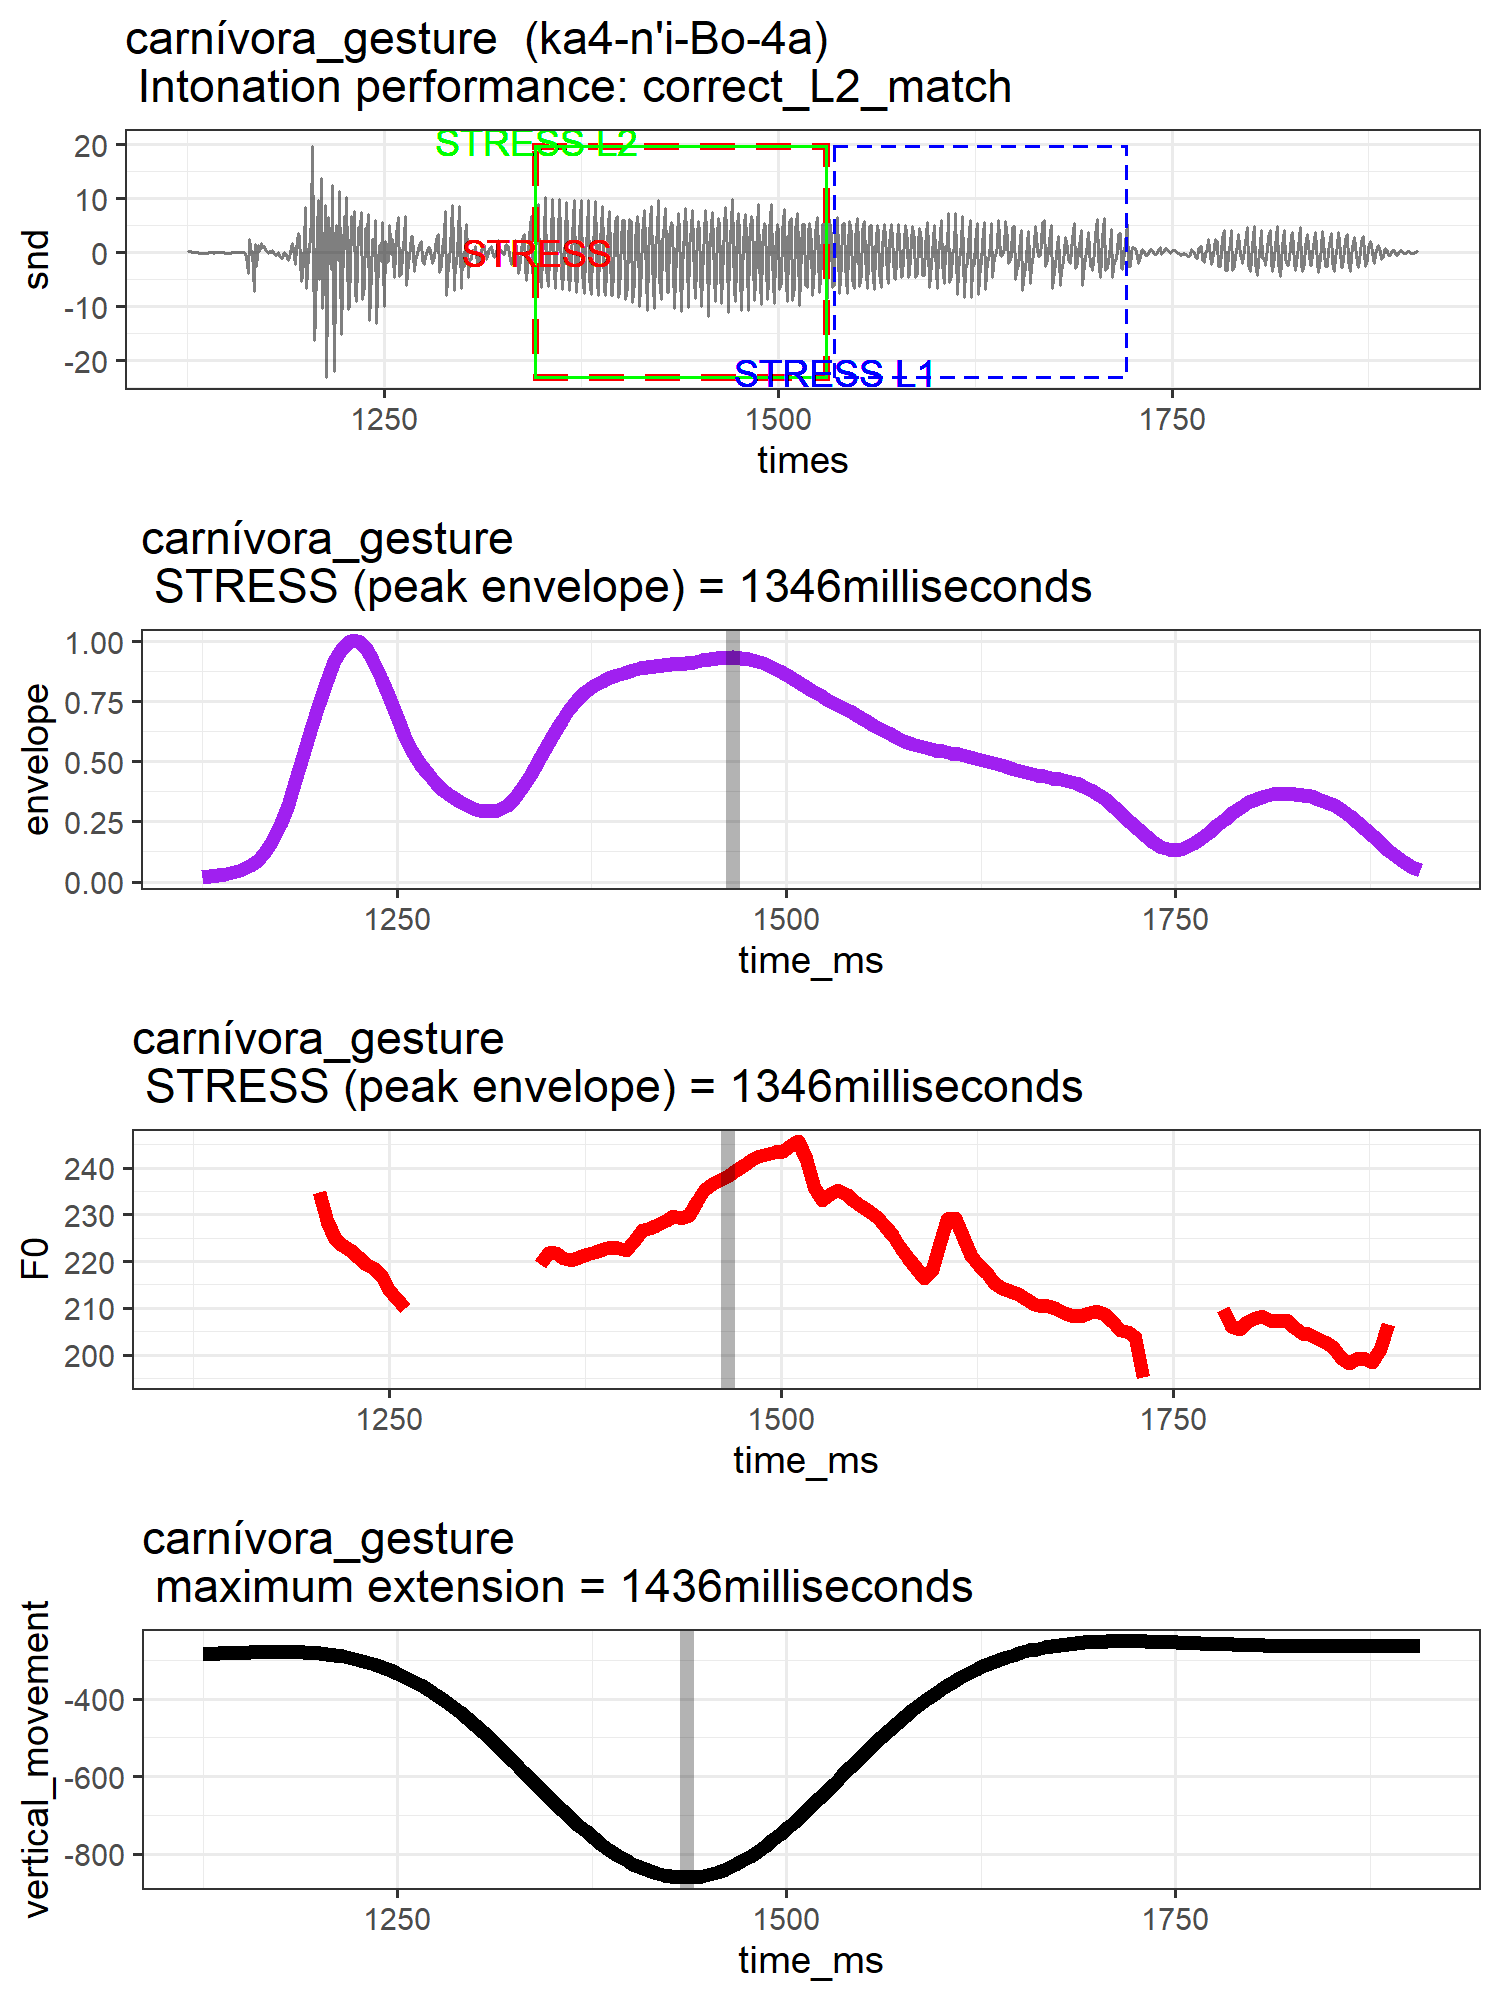 carnívora_gesture  (ka4-n'i-Bo-4a)
Intonation performance: correct_L2_match
STRESS L2
STRESS
STRESS L1
snd
20
10
0
-10
-20
1250
1500
1750
times
carnívora_gesture
STRESS (peak envelope) = 1346milliseconds
envelope
1.00
0.75
0.50
0.25
0.00
1250
1500
1750
time_ms
carnívora_gesture
STRESS (peak envelope) = 1346milliseconds
F0
240
230
220
210
200
1250
1500
1750
time_ms
carnívora_gesture
maximum extension = 1436milliseconds
vertical_movement
-400
-600
-800
1250
1500
1750
time_ms